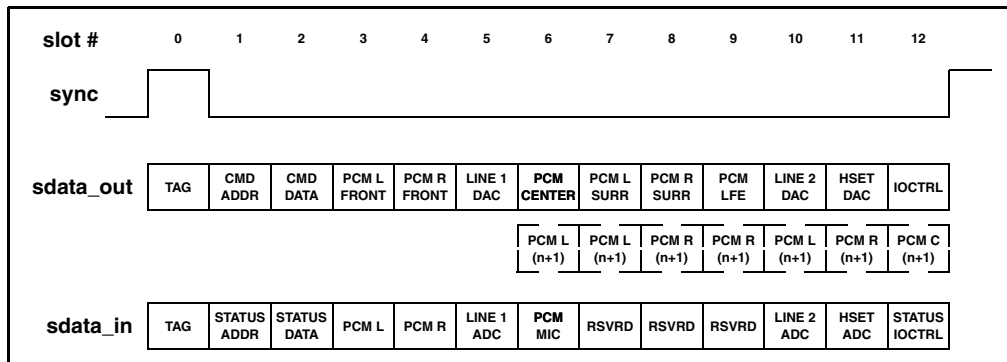 slot # 0 1 2 3 4 5 6 7 8 9 10 11 12
sync
sdata_out TAG CMD ADDR CMD DATA PCM L FRONT PCM R FRONT LINE 1 DAC PCM CENTER PCM L SURR PCM R SURR PCM LFE LINE 2 DAC HSET DAC IOCTRL
PCM L (n+1) PCM L (n+1) PCM R (n+1) PCM R (n+1) PCM L (n+1) PCM R (n+1) PCM C (n+1)
sdata_in TAG STATUS ADDR STATUS DATA PCM L PCM R LINE 1 ADC PCM MIC RSVRD RSVRD RSVRD LINE 2 ADC HSET ADC STATUS IOCTRL